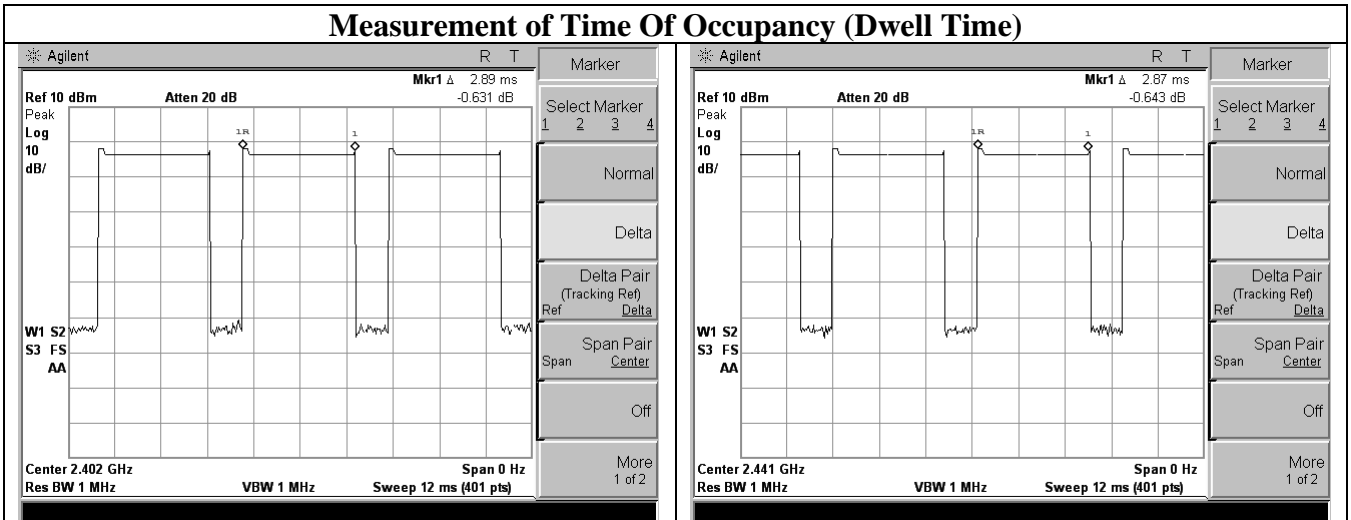 Measurement of Time Of Occupancy (Dwell Time)
Agilent R T
Mkr1 Δ 2.89 ms
Ref 10 dBm Atten 20 dB -0.631 dB
Peak
Log
10
dB/
1R 1
W1 S2
S3 FS
AA
Center 2.402 GHz Span 0 Hz
Res BW 1 MHz VBW 1 MHz Sweep 12 ms (401 pts)
Marker
Select Marker
1 2 3 4
Normal
Delta
Delta Pair
(Tracking Ref)
Ref Delta
Span Pair
Span Center
Off
More
1 of 2
Agilent R T
Mkr1 Δ 2.87 ms
Ref 10 dBm Atten 20 dB -0.643 dB
Peak
Log
10
dB/
1R 1
W1 S2
S3 FS
AA
Center 2.441 GHz Span 0 Hz
Res BW 1 MHz VBW 1 MHz Sweep 12 ms (401 pts)
Marker
Select Marker
1 2 3 4
Normal
Delta
Delta Pair
(Tracking Ref)
Ref Delta
Span Pair
Span Center
Off
More
1 of 2